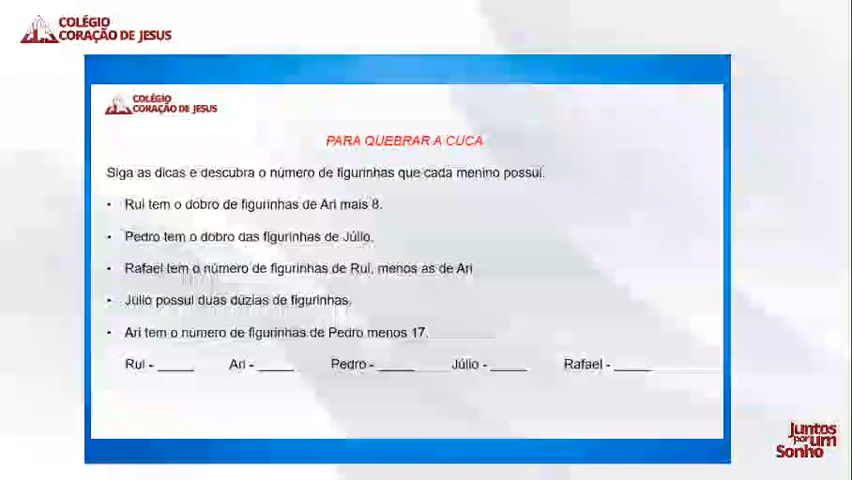 COLÉGIO
CORAÇÃO DE JESUS
COLÉGIO
CORAÇÃO DE JESUS
PARA QUEBRAR A CUCA
Siga as dicas e descubra o número de figurinhas que cada menino possui.
• Rui tem o dobro de figurinhas de Ari mais 8.
• Pedro tem o dobro das figurinhas de Júlio.
• Rafael tem o número de figurinhas de Rui, menos as de Ari
• Júlio possui duas dúzias de figurinhas.
• Ari tem o número de figurinhas de Pedro menos 17.
Rui - _____ Ari - _____ Pedro - _____ Júlio - _____ Rafael - _____
Juntos
por um
Sonho